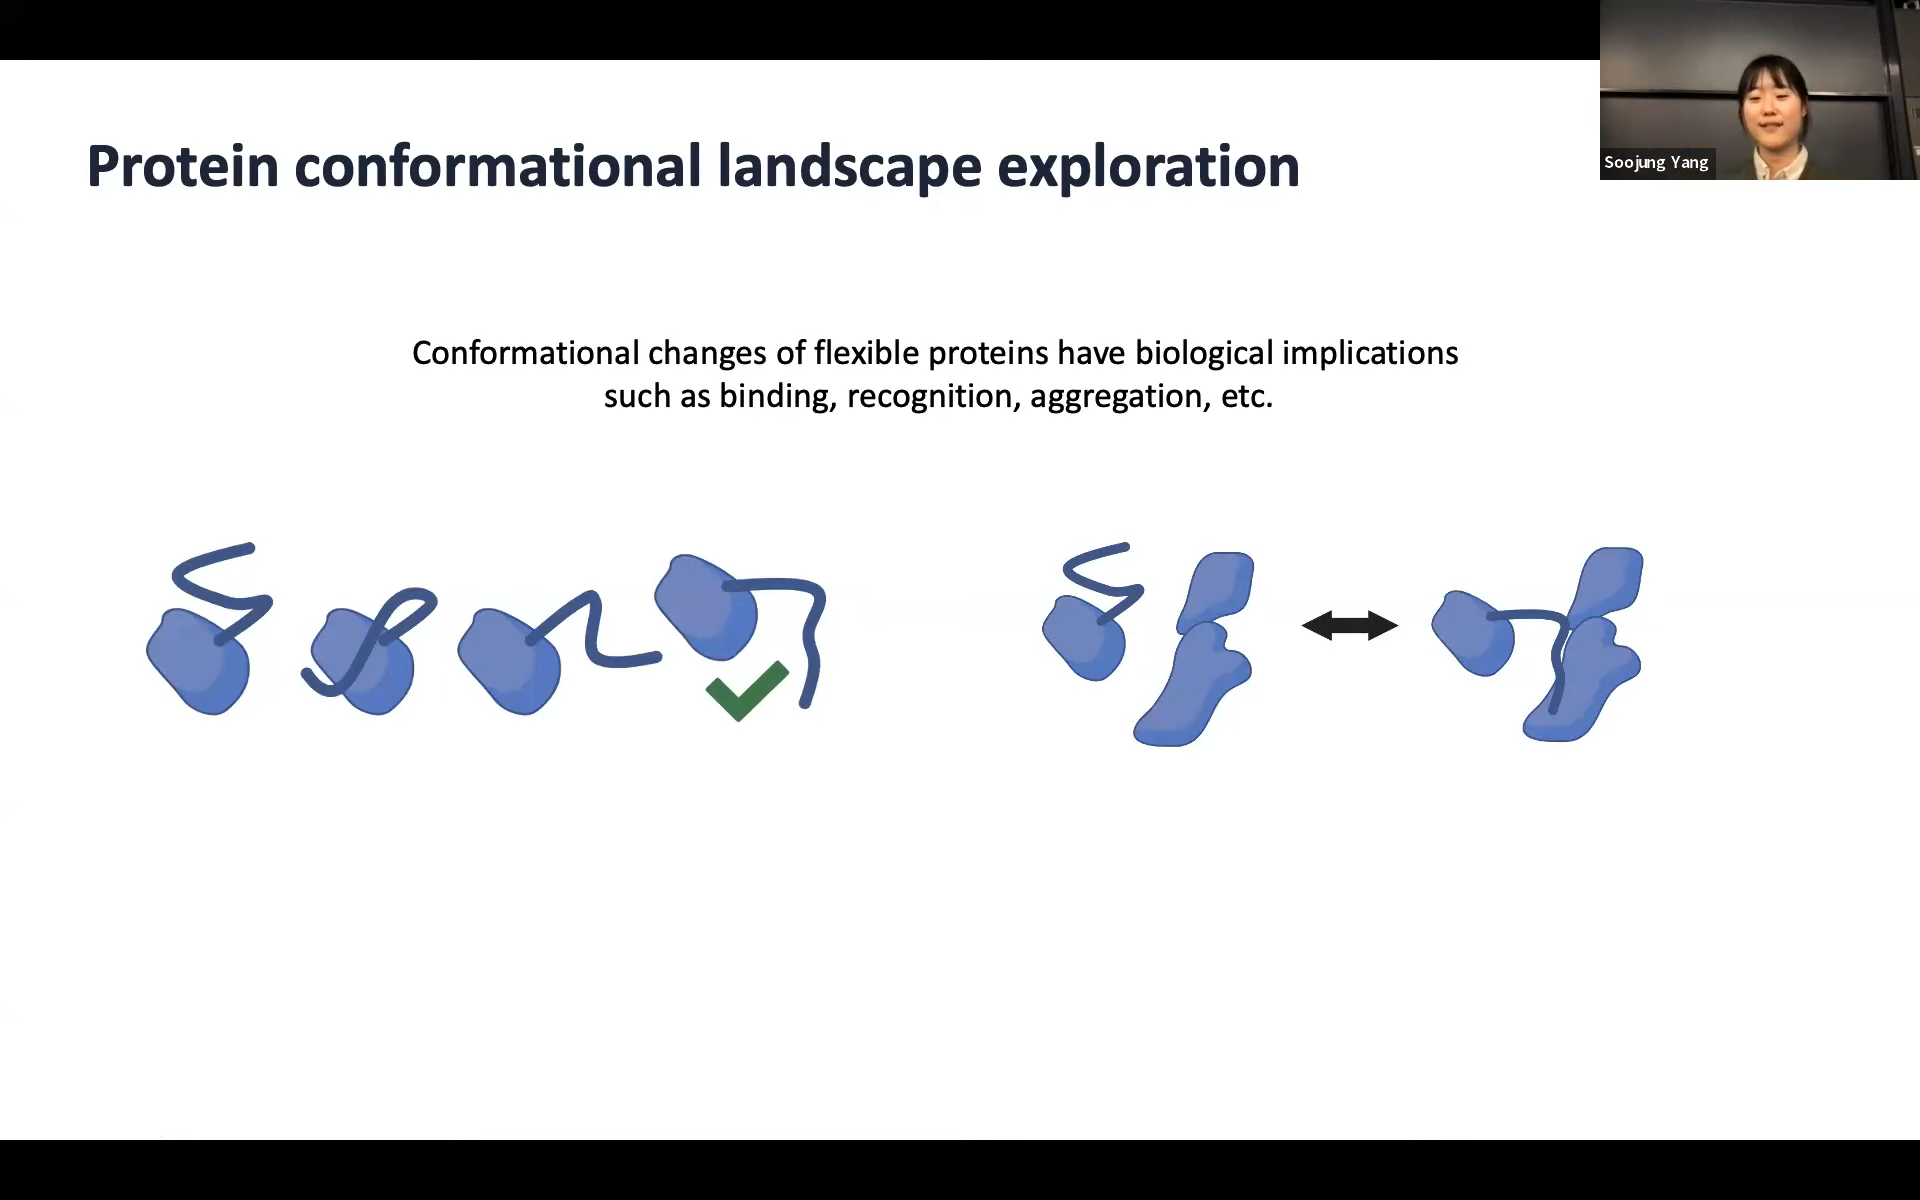 Protein conformational landscape exploration
Soojung Yang
Conformational changes of flexible proteins have biological implications
such as binding, recognition, aggregation, etc.